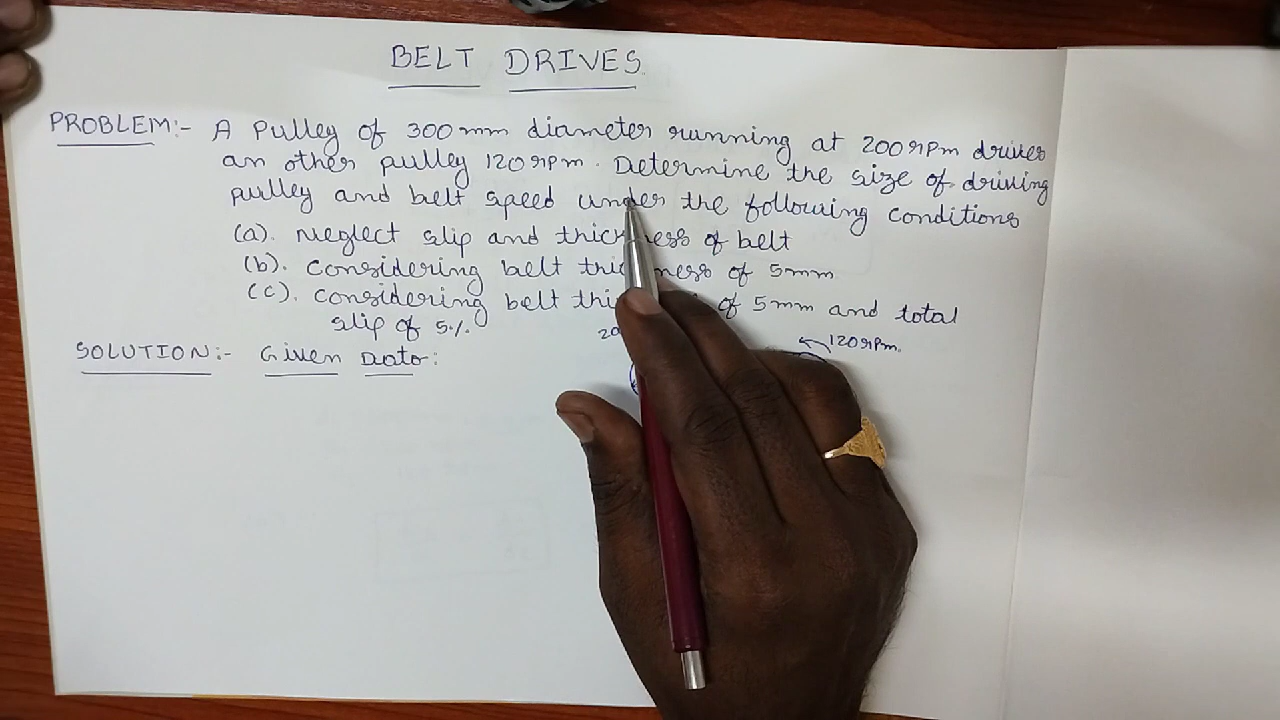 BELT DRIVES
PROBLEM:- A Pulley of 300mm diameter running at 200rpm drives
an other pulley 120rpm. Determine the size of driving
pulley and belt speed under the following conditions
(a). Neglect slip and thickness of belt
(b). Considering belt thickness of 5mm
(c). Considering belt of 5mm and total
slip of 5%
120rpm.
SOLUTION:- Given Data: